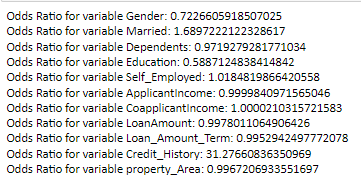 Odds Ratio for variable Gender: 0.7226605918507025
Odds Ratio for variable Married: 1.6897222122328617
Odds Ratio for variable Dependents: 0.9719279281771034
Odds Ratio for variable Education: 0.5887124838414842
Odds Ratio for variable Self_Employed: 1.0184819866420558
Odds Ratio for variable ApplicantIncome: 0.9999840971565046
Odds Ratio for variable CoapplicantIncome: 1.0000210315721583
Odds Ratio for variable LoanAmount: 0.9978011064906426
Odds Ratio for variable Loan_Amount_Term: 0.9952942497772078
Odds Ratio for variable Credit_History: 31.27660836350969
Odds Ratio for variable property_Area: 0.9967206933551697